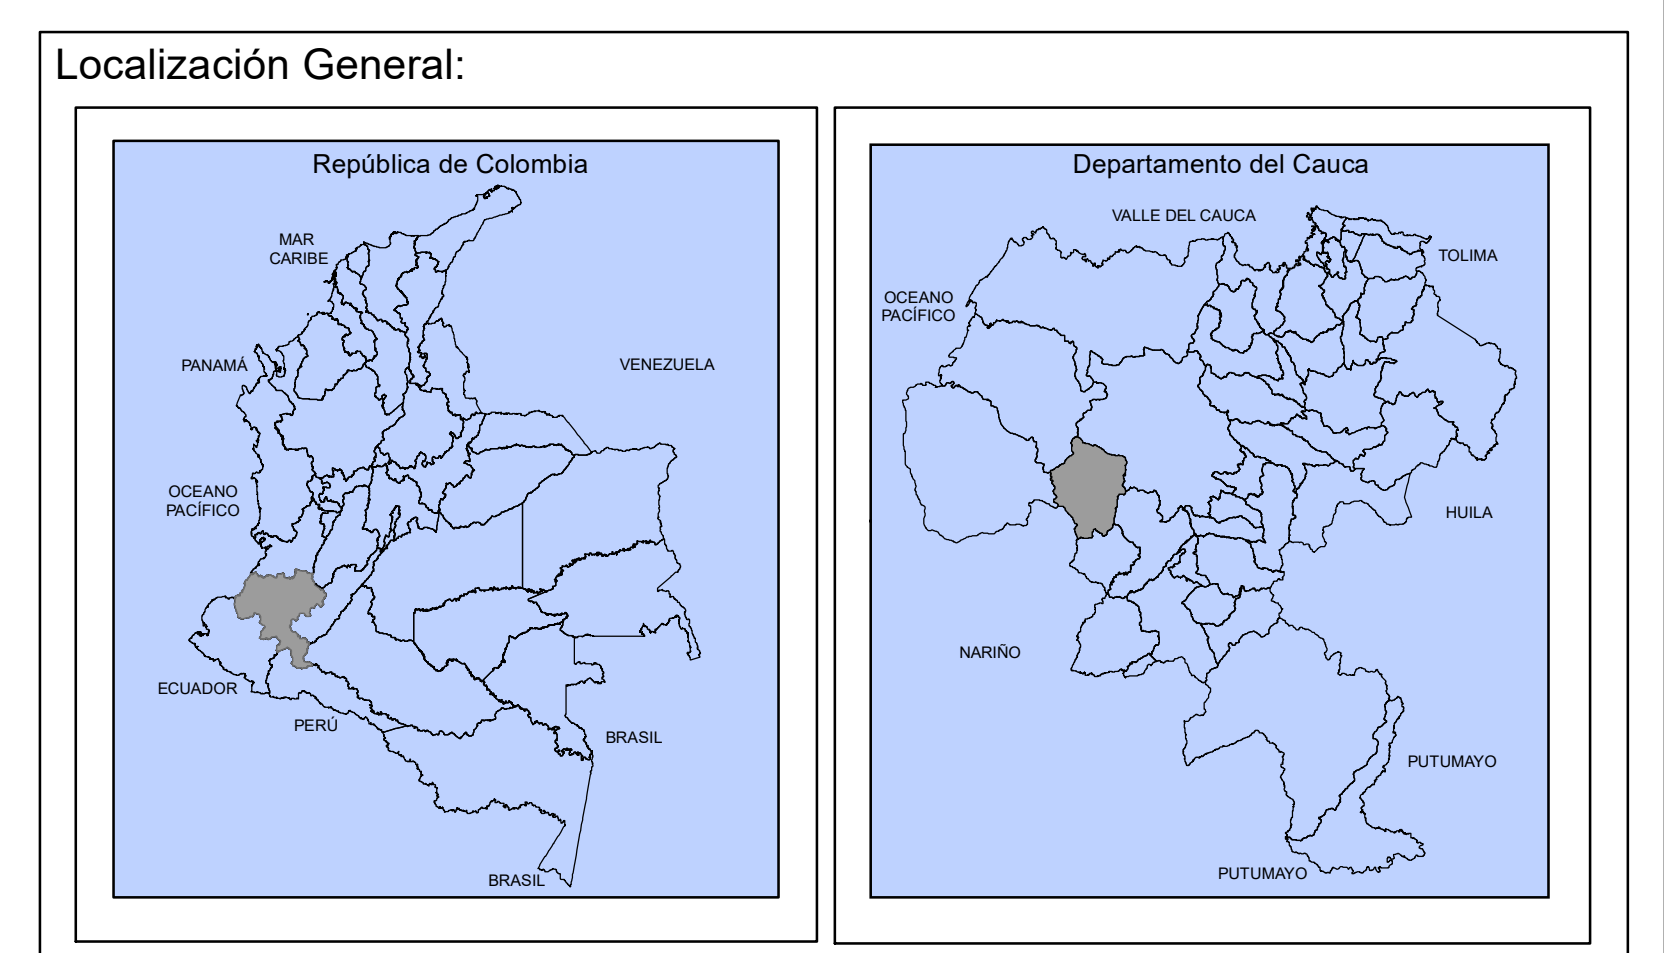 Localización General:
República de Colombia
MAR
CARIBE
PANAMÁ
VENEZUELA
OCEANO
PACÍFICO
ECUADOR
PERÚ
BRASIL
BRASIL
Departamento del Cauca
VALLE DEL CAUCA
TOLIMA
OCEANO
PACÍFICO
HUILA
NARIÑO
PUTUMAYO
PUTUMAYO